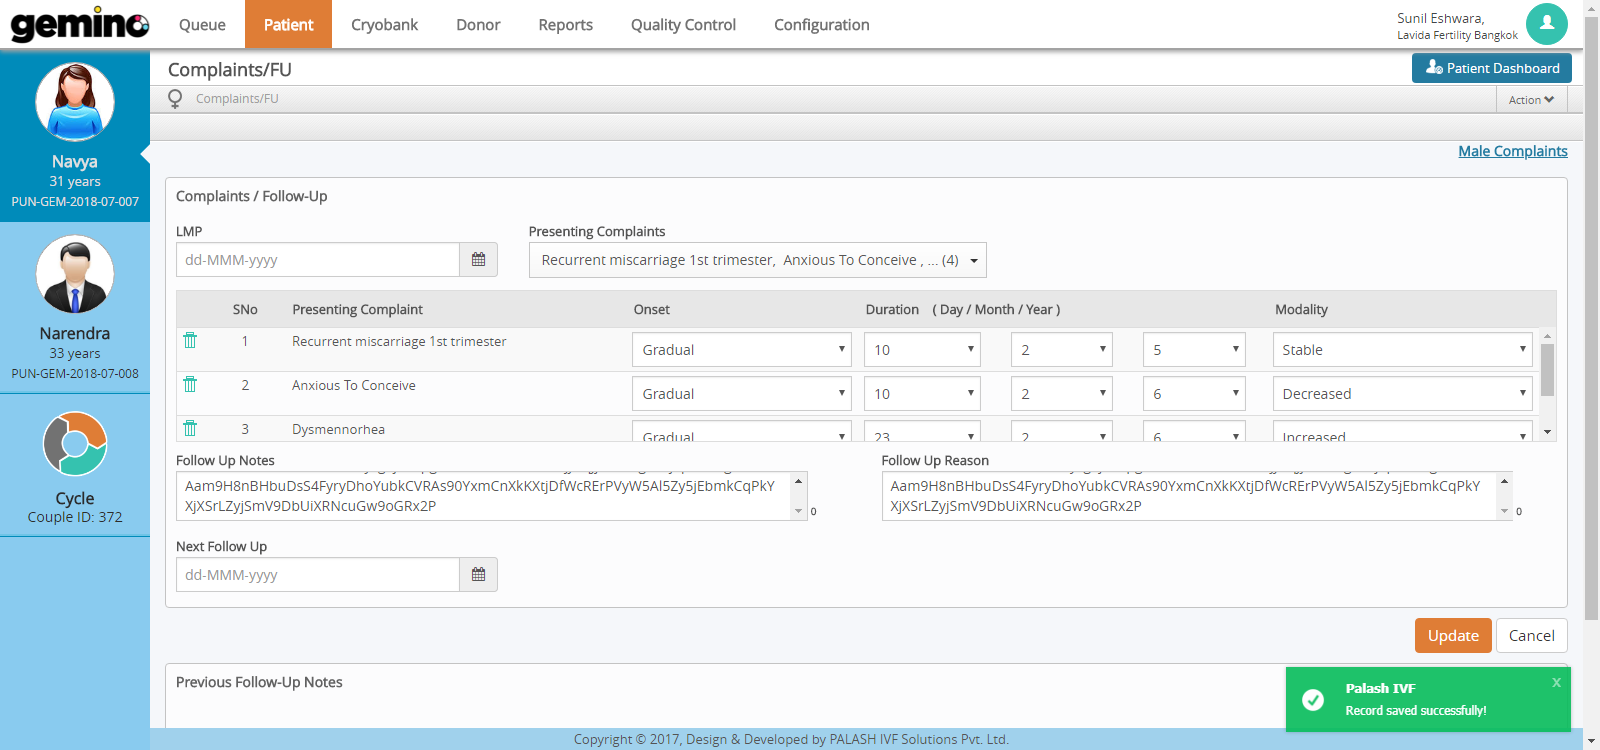 gemino
Queue
Patient
Cryobank
Donor
Reports
Quality Control
Configuration
Sunil Eshwara,
Lavida Fertility Bangkok
Navya
31 years
PUN-GEM-2018-07-007
Narendra
33 years
PUN-GEM-2018-07-008
Cycle
Couple ID: 372
Complaints/FU
Patient Dashboard
Complaints/FU
Action
Male Complaints
Complaints / Follow-Up
LMP
Presenting Complaints
dd-MMM-yyyy
Recurrent miscarriage 1st trimester, Anxious To Conceive , ... (4)
SNo Presenting Complaint Onset Duration ( Day / Month / Year ) Modality
1 Recurrent miscarriage 1st trimester Gradual 10 2 5 Stable
2 Anxious To Conceive Gradual 10 2 6 Decreased
3 Dysmennorhea Gradual 23 2 6 Increased
Follow Up Notes
Aam9H8nBHbuDsS4FyryDhoYubkCVRAs90YxmCnXkKXtjDfWcRErPVyW5Al5Zy5jEbmkCqPkY
XjXSrLZyjSmV9DbUiXRNcuGw9oGRx2P
0
Follow Up Reason
Aam9H8nBHbuDsS4FyryDhoYubkCVRAs90YxmCnXkKXtjDfWcRErPVyW5Al5Zy5jEbmkCqPkY
XjXSrLZyjSmV9DbUiXRNcuGw9oGRx2P
0
Next Follow Up
dd-MMM-yyyy
Update
Cancel
Previous Follow-Up Notes
Palash IVF
x
Record saved successfully!
Copyright © 2017, Design & Developed by PALASH IVF Solutions Pvt. Ltd.